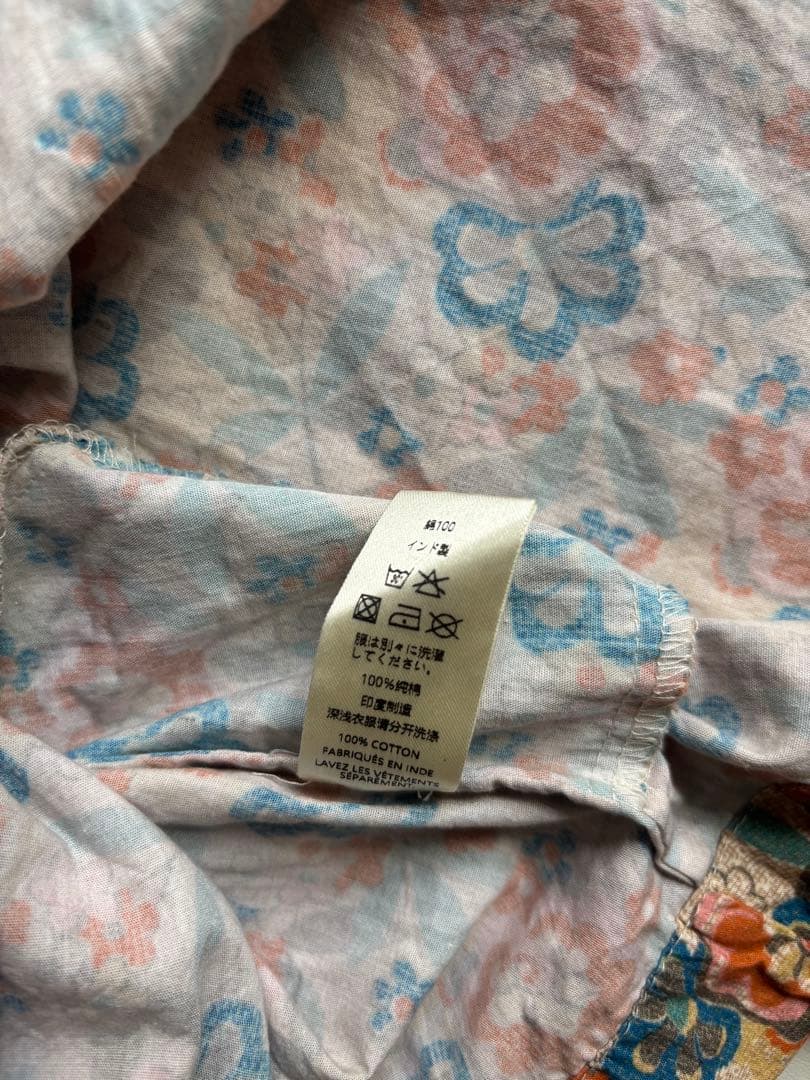 綿100
インド製
服は別々に洗濯
してください。
100%纯棉
印度制造
深浅衣服请分开洗涤
100% COTTON
FABRIQUÉS EN INDE
LAVEZ LES VÊTEMENTS
SÉPARÉMENT